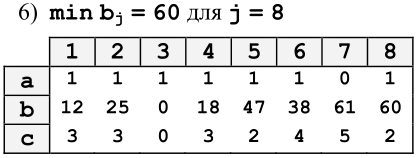 6) min bj = 60 для j = 8
1 2 3 4 5 6 7 8
a 1 1 1 1 1 1 0 1
b 12 25 0 18 47 38 61 60
c 3 3 0 3 2 4 5 2